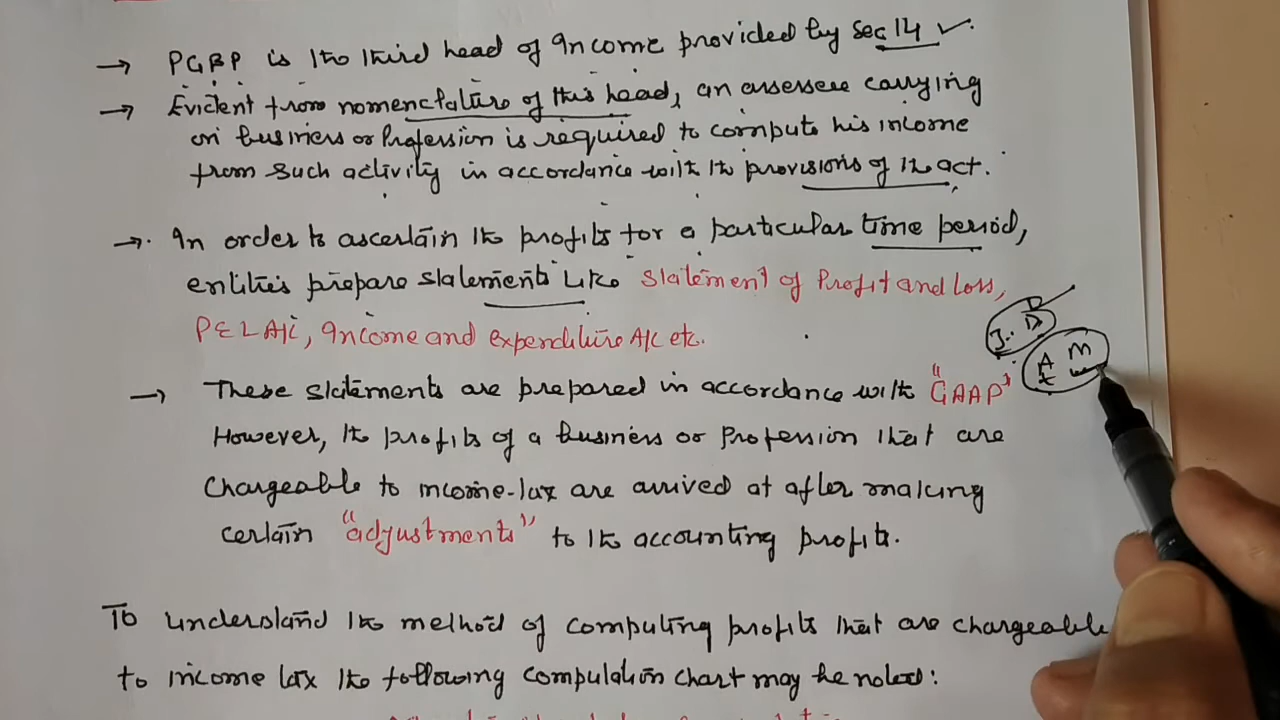 → PGBP is the third head of Income provided by Sec 14 ✓.
→ Evident from nomenclature of this head, an assessee carrying
on business or Profession is required to compute his income
from such activity in accordance with the provisions of the act.
→ In order to ascertain the profits for a particular time period,
entities prepare statements like Statement of Profit and loss,
P&L A/c, Income and expenditure A/c etc.
→ These statements are prepared in accordance with "GAAP"
However, the profits of a business or Profession that are
Chargeable to income-tax are arrived at after making
certain "adjustments" to the accounting profits.
To understand the method of computing profits that are chargeable
to income tax the following computation chart may be noted: